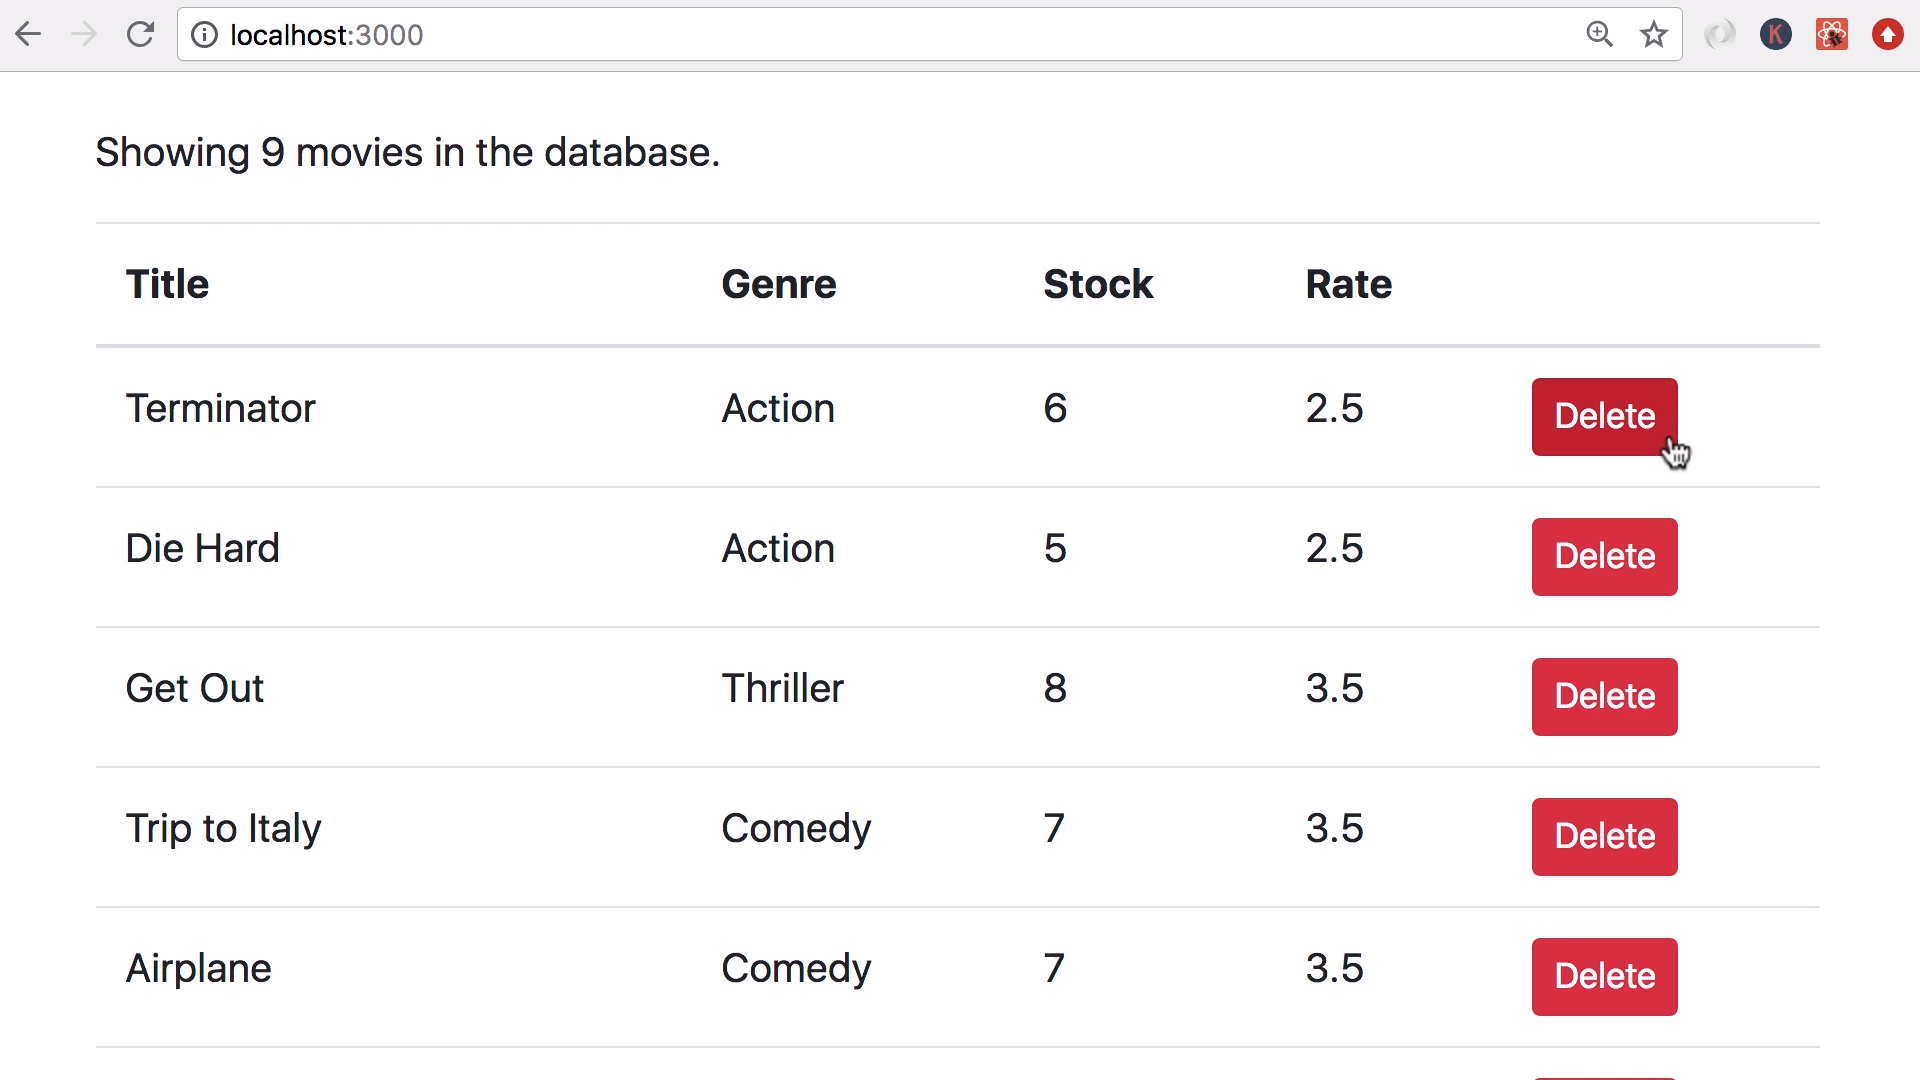 localhost:3000
K
Showing 9 movies in the database.
Title Genre Stock Rate
Terminator Action 6 2.5 Delete
Die Hard Action 5 2.5 Delete
Get Out Thriller 8 3.5 Delete
Trip to Italy Comedy 7 3.5 Delete
Airplane Comedy 7 3.5 Delete